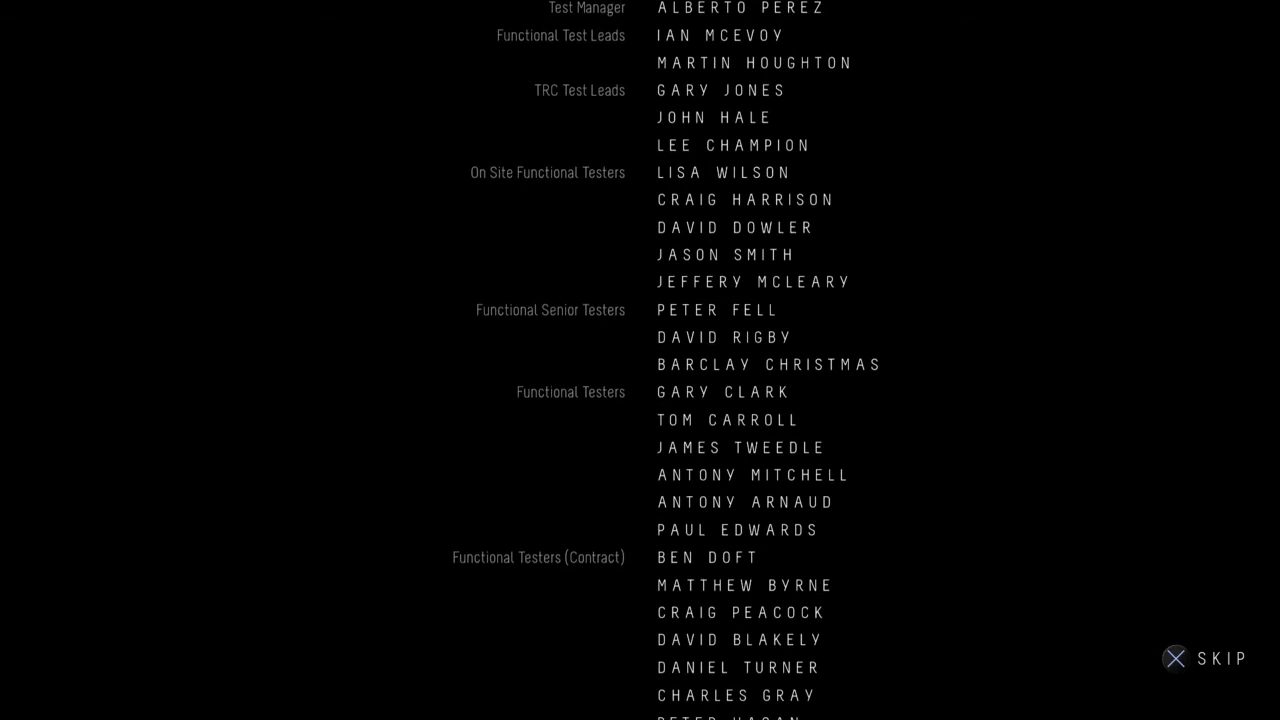 Test Manager ALBERTO PEREZ
Functional Test Leads IAN MCEVOY
MARTIN HOUGHTON
TRC Test Leads GARY JONES
JOHN HALE
LEE CHAMPION
On Site Functional Testers LISA WILSON
CRAIG HARRISON
DAVID DOWLER
JASON SMITH
JEFFERY MCLEARY
Functional Senior Testers PETER FELL
DAVID RIGBY
BARCLAY CHRISTMAS
Functional Testers GARY CLARK
TOM CARROLL
JAMES TWEEDLE
ANTONY MITCHELL
ANTONY ARNAUD
PAUL EDWARDS
Functional Testers (Contract) BEN DOFT
MATTHEW BYRNE
CRAIG PEACOCK
DAVID BLAKELY
SKIP
DANIEL TURNER
CHARLES GRAY
PETER